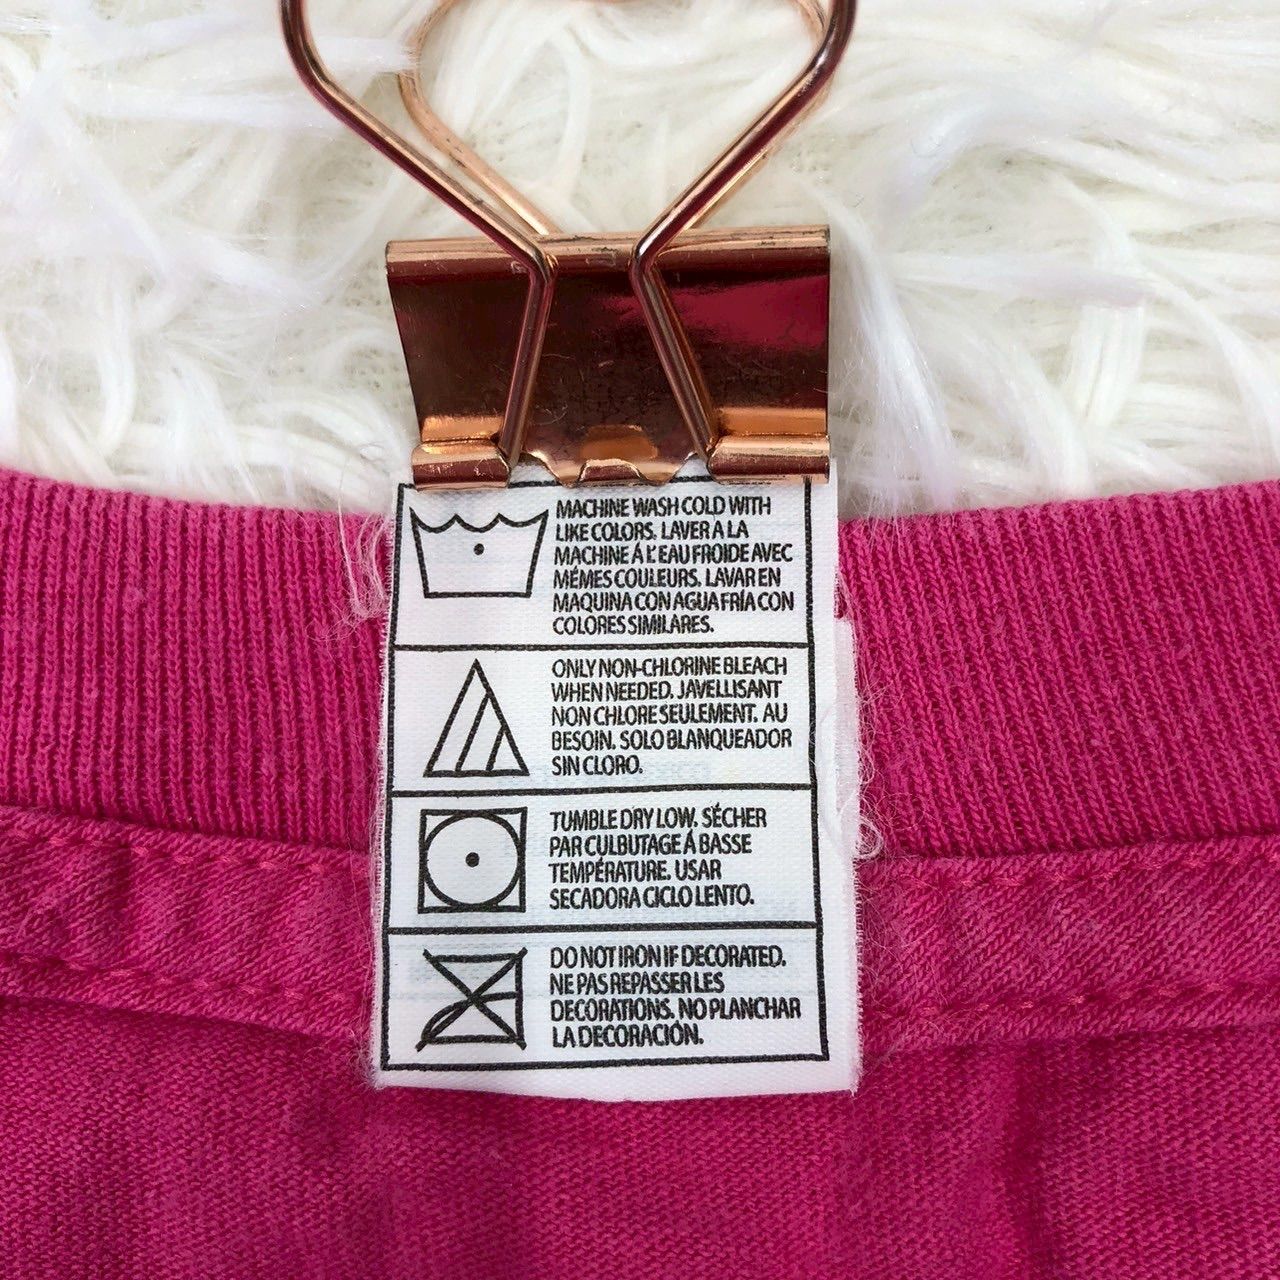 MACHINE WASH COLD WITH
LIKE COLORS. LAVER A LA
MACHINE Á L'EAU FROIDE AVEC
MÉMES COULEURS. LAVAR EN
MAQUINA CON AGUA FRÍA CON
COLORES SIMILARES.
ONLY NON-CHLORINE BLEACH
WHEN NEEDED. JAVELLISANT
NON CHLORE SEULEMENT. AU
BESOIN. SOLO BLANQUEADOR
SIN CLORO.
TUMBLE DRY LOW. SÉCHER
PAR CULBUTAGE Á BASSE
TEMPÉRATURE. USAR
SECADORA CICLO LENTO.
DO NOT IRON IF DECORATED.
NE PAS REPASSER LES
DECORATIONS. NO PLANCHAR
LA DECORACIÓN.